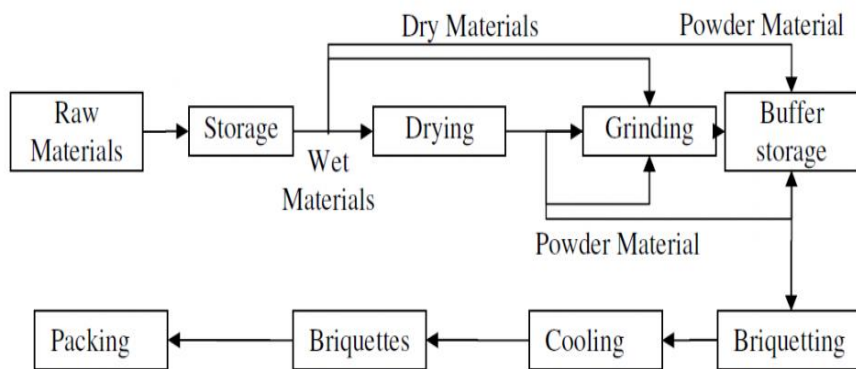 Dry Materials
Powder Material
Raw
Materials
Storage
Drying
Grinding
Buffer
storage
Wet
Materials
Powder Material
Packing
Briquettes
Cooling
Briquetting